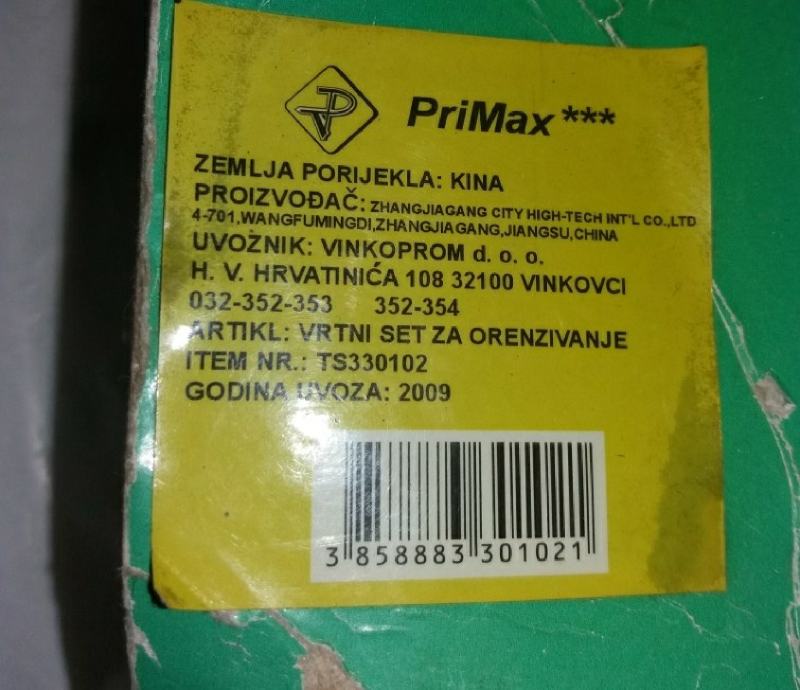 PriMax ***
ZEMLJA PORIJEKLA: KINA
PROIZVOĐAČ: ZHANGJIAGANG CITY HIGH-TECH INT'L CO.,LTD
4-701,WANGFUMINGDI,ZHANGJIAGANG,JIANGSU,CHINA
UVOZNIK: VINKOPROM d. o. o.
H. V. HRVATINIĆA 108 32100 VINKOVCI
032-352-353 352-354
ARTIKL: VRTNI SET ZA ORENZIVANJE
ITEM NR.: TS330102
GODINA UVOZA: 2009
3 858883 301021